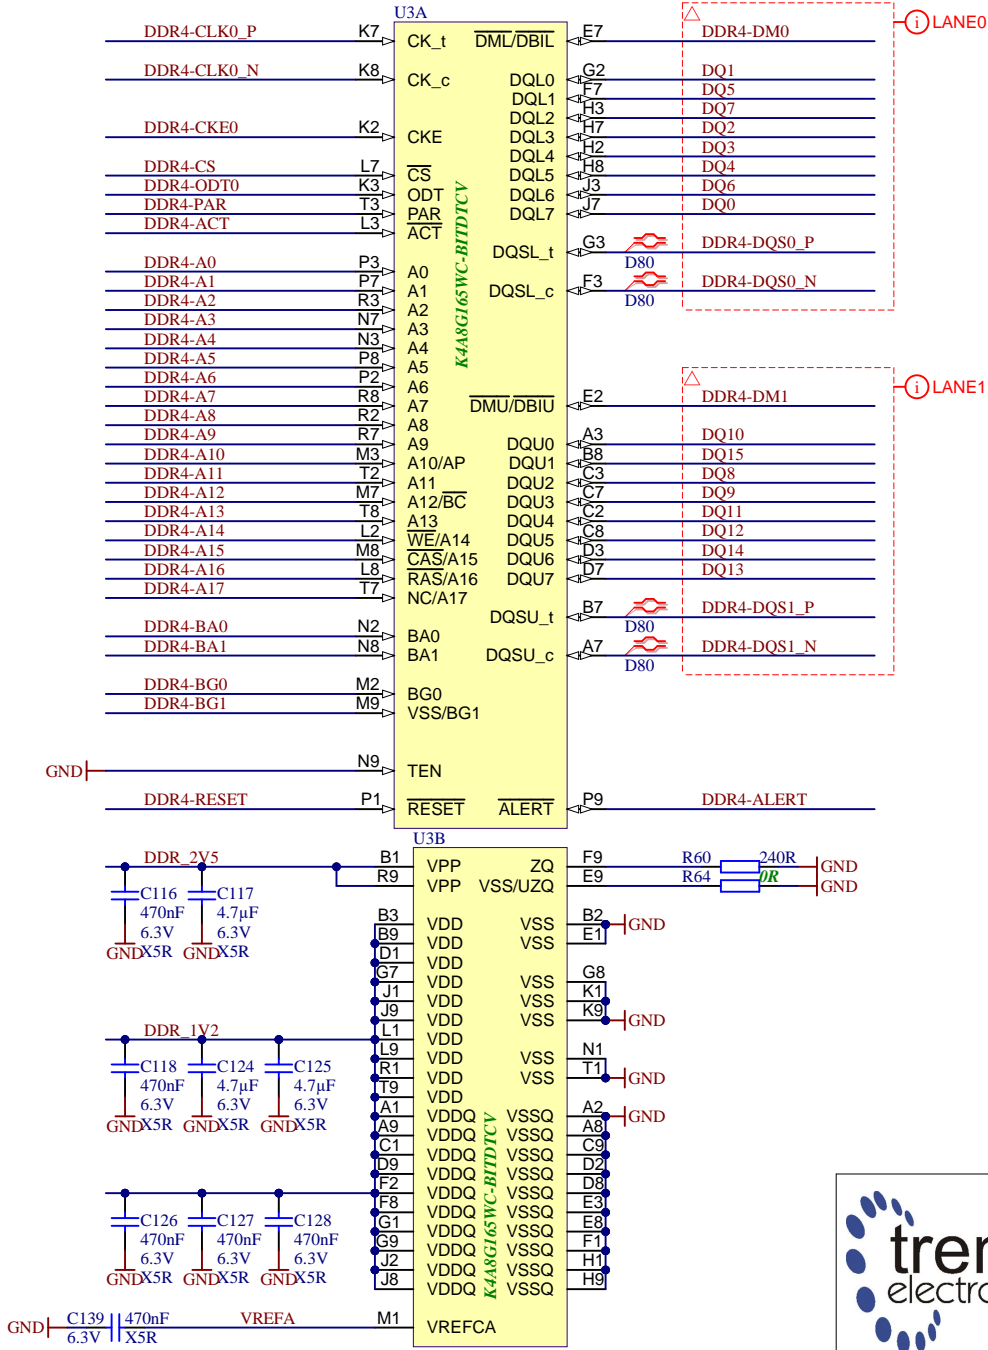 U3A
DDR4-CLK0_P K7 CK_t DML/DBIL E7 DDR4-DM0 LANE0
DDR4-CLK0_N K8 CK_c DQL0 G2 DQ1
DQL1 F7 DQ5
DQL2 H3 DQ7
DDR4-CKE0 K2 CKE DQL3 H7 DQ2
DQL4 H2 DQ3
DDR4-CS L7 CS DQL5 H8 DQ4
DDR4-ODT0 K3 ODT DQL6 J3 DQ6
DDR4-PAR T3 PAR DQL7 J7 DQ0
DDR4-ACT L3 ACT
DQSL_t G3 D80 DDR4-DQS0_P
DDR4-A0 P3 A0
DDR4-A1 P7 A1 DQSL_c F3 D80 DDR4-DQS0_N
DDR4-A2 R3 A2
DDR4-A3 N7 A3
DDR4-A4 N3 A4
DDR4-A5 P8 A5
DDR4-A6 P2 A6
DDR4-A7 R8 A7 DMU/DBIU E2 DDR4-DM1 LANE1
DDR4-A8 R2 A8
DDR4-A9 R7 A9 DQU0 A3 DQ10
DDR4-A10 M3 A10/AP DQU1 B8 DQ15
DDR4-A11 T2 A11 DQU2 C3 DQ8
DDR4-A12 M7 A12/BC DQU3 C7 DQ9
DDR4-A13 T8 A13 DQU4 C2 DQ11
DDR4-A14 L2 WE/A14 DQU5 C8 DQ12
DDR4-A15 M8 CAS/A15 DQU6 D3 DQ14
DDR4-A16 L8 RAS/A16 DQU7 D7 DQ13
DDR4-A17 T7 NC/A17
DQSU_t B7 D80 DDR4-DQS1_P
DDR4-BA0 N2 BA0
DDR4-BA1 N8 BA1 DQSU_c A7 D80 DDR4-DQS1_N
DDR4-BG0 M2 BG0
DDR4-BG1 M9 VSS/BG1
GND N9 TEN
DDR4-RESET P1 RESET ALERT P9 DDR4-ALERT
K4A8G165WC-BITDTCV
U3B
DDR_2V5 B1 VPP ZQ F9 R60 240R GND
R9 VPP VSS/UZQ E9 R64 0R GND
C116 C117
470nF 4.7µF
6.3V 6.3V
GND X5R GND X5R
B3 VDD VSS B2 GND
B9 VDD VSS E1
D1 VDD
G7 VDD VSS G8
J1 VDD VSS K1
J9 VDD VSS K9 GND
DDR_1V2 L1 VDD
L9 VDD VSS N1
R1 VDD VSS T1 GND
T9 VDD
C118 C124 C125
470nF 4.7µF 4.7µF
6.3V 6.3V 6.3V
GND X5R GND X5R GND X5R
A1 VDDQ VSSQ A2 GND
A9 VDDQ VSSQ A8
C1 VDDQ VSSQ C9
D9 VDDQ VSSQ D2
F2 VDDQ VSSQ D8
F8 VDDQ VSSQ E3
G1 VDDQ VSSQ E8
G9 VDDQ VSSQ F1
J2 VDDQ VSSQ H1
J8 VDDQ VSSQ H9
C126 C127 C128
470nF 470nF 470nF
6.3V 6.3V 6.3V
GND X5R GND X5R GND X5R
K4A8G165WC-BITDTCV
GND C139 470nF VREFA M1 VREFCA
6.3V X5R
tren
electro